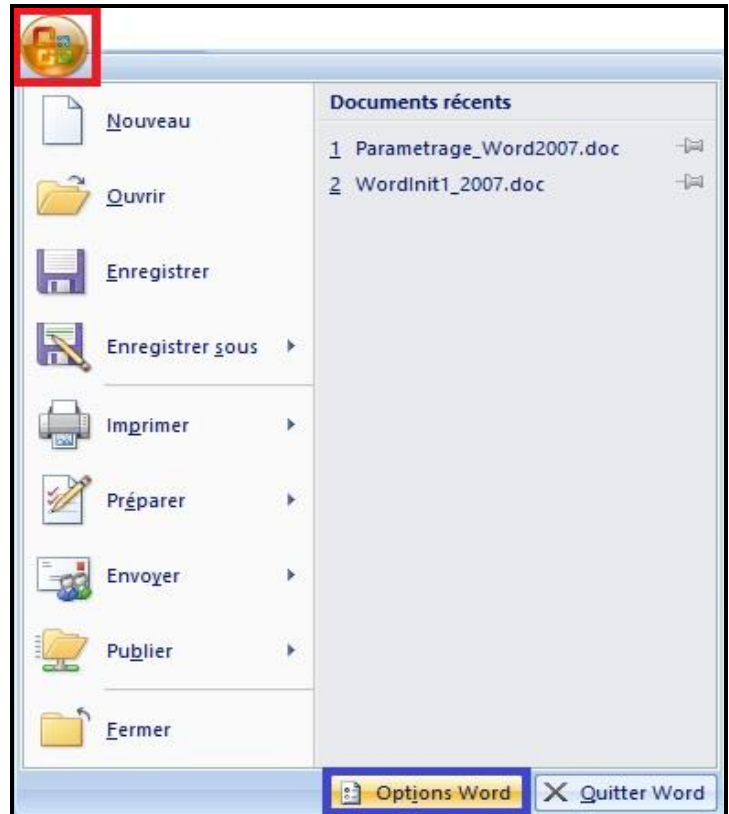 Nouveau
Ouvrir
Enregistrer
Enregistrer sous
Imprimer
Préparer
Envoyer
Publier
Fermer
Documents récents
1 Parametrage_Word2007.doc
2 WordInit1_2007.doc
Options Word
Quitter Word